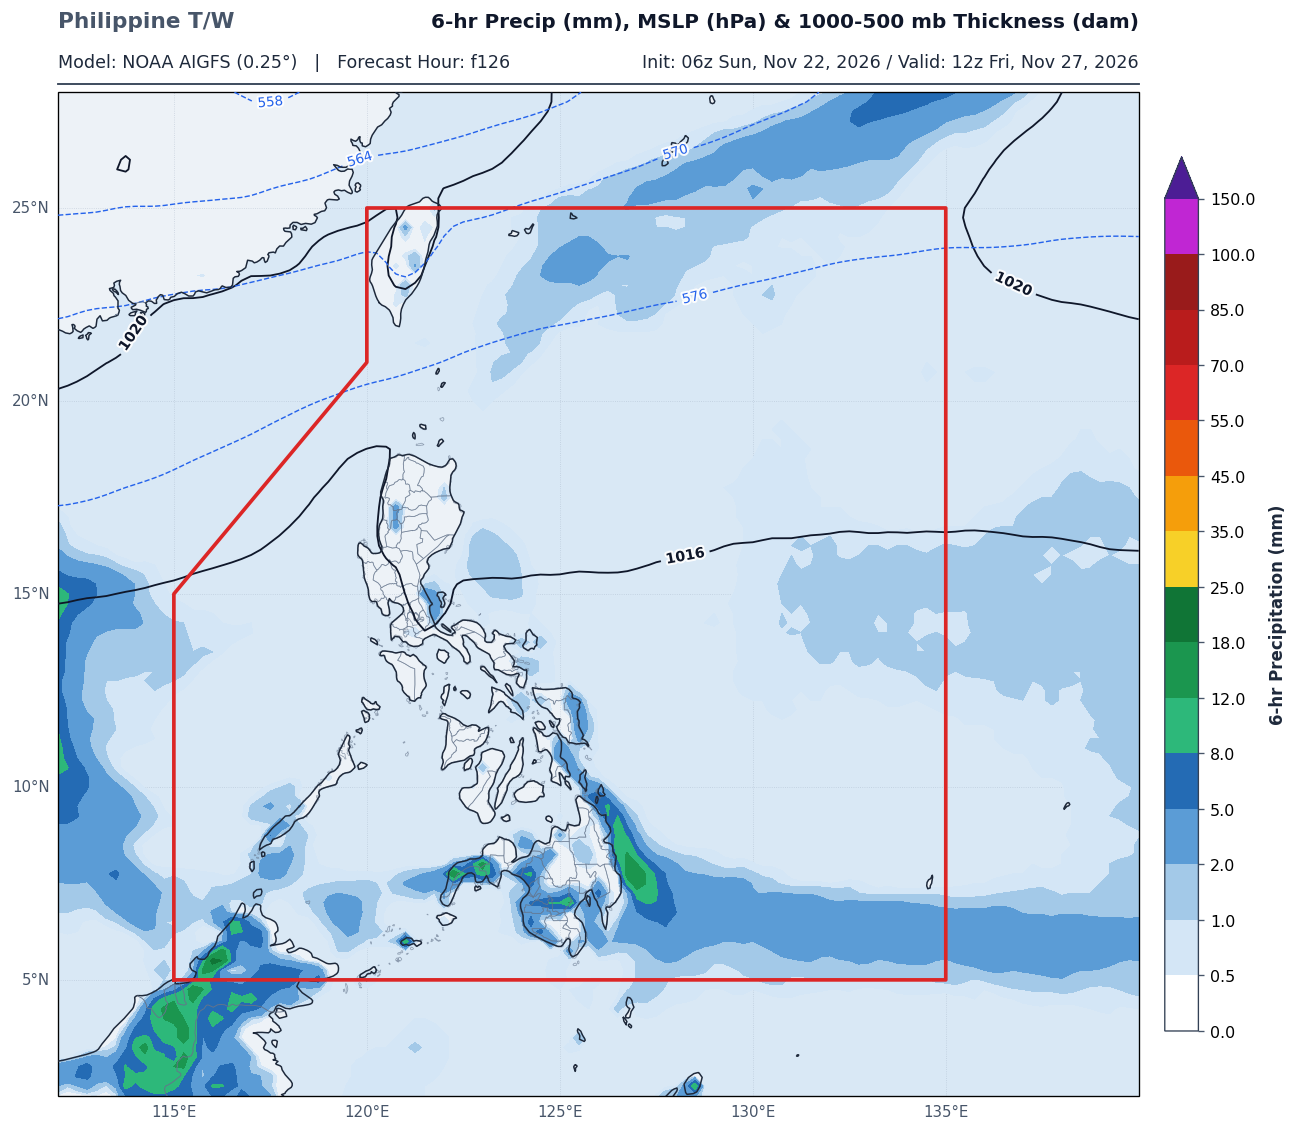 Philippine T/W
6-hr Precip (mm), MSLP (hPa) & 1000-500 mb Thickness (dam)
Model: NOAA AIGFS (0.25°) | Forecast Hour: f126
Init: 06z Sun, Nov 22, 2026 / Valid: 12z Fri, Nov 27, 2026
558
564
570
576
1020
1020
1016
25°N
20°N
15°N
10°N
5°N
115°E
120°E
125°E
130°E
135°E
150.0
100.0
85.0
70.0
55.0
45.0
35.0
25.0
18.0
12.0
8.0
5.0
2.0
1.0
0.5
0.0
6-hr Precipitation (mm)